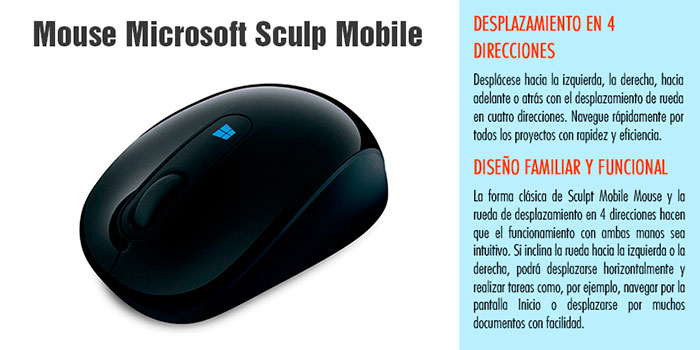 Mouse Microsoft Sculp Mobile
DESPLAZAMIENTO EN 4
DIRECCIONES
Desplácese hacia la izquierda, la derecha, hacia
adelante o atrás con el desplazamiento de rueda
en cuatro direcciones. Navegue rápidamente por
todos los proyectos con rapidez y eficiencia.
DISEÑO FAMILIAR Y FUNCIONAL
La forma clásica de Sculpt Mobile Mouse y la
rueda de desplazamiento en 4 direcciones hacen
que el funcionamiento con ambas manos sea
intuitivo. Si inclina la rueda hacia la izquierda o la
derecha, podrá desplazarse horizontalmente y
realizar tareas como, por ejemplo, navegar por la
pantalla Inicio o desplazarse por muchos
documentos con facilidad.